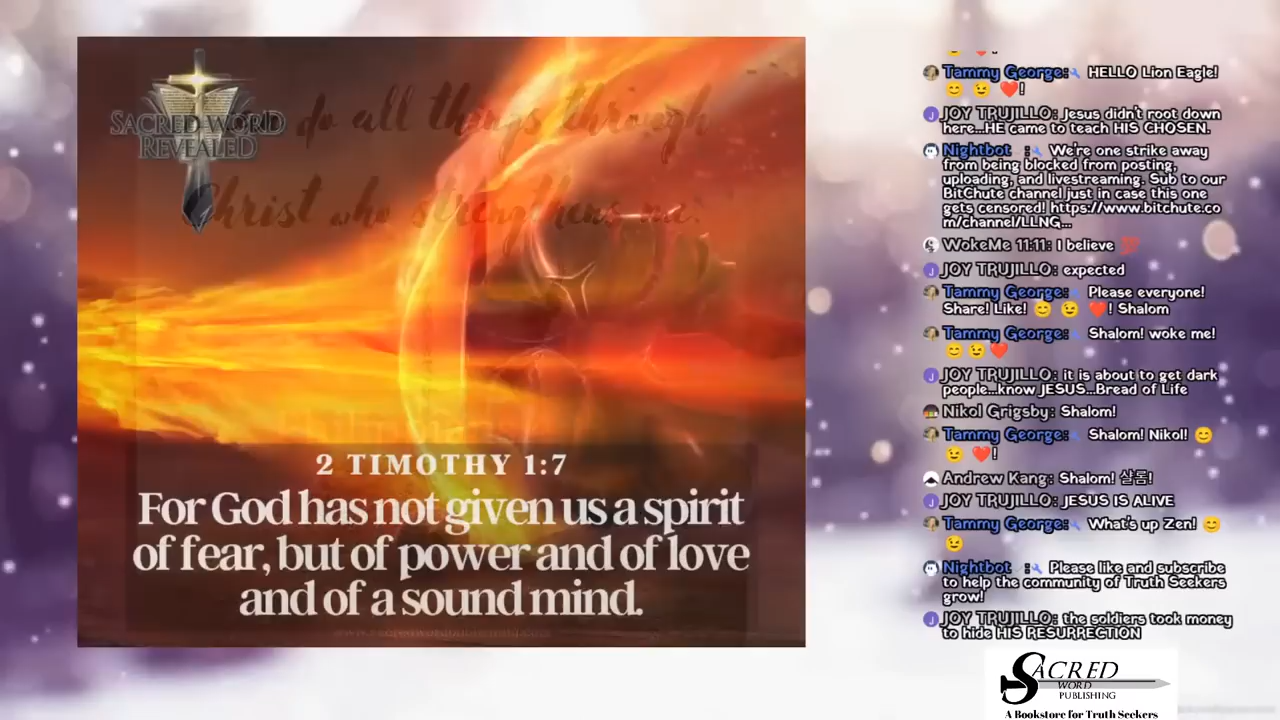 SACRED WORD
REVEALED
do all things through
Christ who strengthens me.
2 TIMOTHY 1:7
For God has not given us a spirit
of fear, but of power and of love
and of a sound mind.
Tammy George: HELLO Lion Eagle!
😊 😉 ❤️!
JOY TRUJILLO: Jesus didn't root down
here...HE came to teach HIS CHOSEN.
Nightbot : We're one strike away
from being blocked from posting,
uploading, and livestreaming. Sub to our
BitChute channel just in case this one
gets censored! https://www.bitchute.co
m/channel/LLNG...
WokeMe 11:11: I believe 💯
JOY TRUJILLO: expected
Tammy George: Please everyone!
Share! Like! 😊 😉 ❤️! Shalom
Tammy George: Shalom! woke me!
😊 😉 ❤️
JOY TRUJILLO: it is about to get dark
people...know JESUS...Bread of Life
Nikol Grigsby: Shalom!
Tammy George: Shalom! Nikol! 😊
😉 ❤️!
Andrew Kang: Shalom! 샬롬!
JOY TRUJILLO: JESUS IS ALIVE
Tammy George: What's up Zen! 😊
😉
Nightbot : Please like and subscribe
to help the community of Truth Seekers
grow!
JOY TRUJILLO: the soldiers took money
to hide HIS RESURRECTION
SACRED
WORD
PUBLISHING
A Bookstore for Truth Seekers